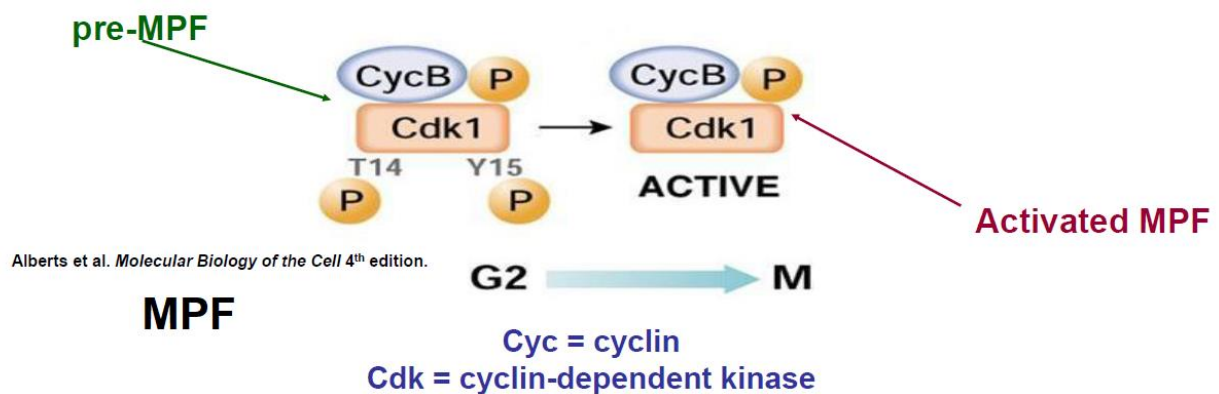 pre-MPF
CycB P CycB P
Cdk1 Cdk1
T14 Y15
P P
ACTIVE
Activated MPF
Alberts et al. Molecular Biology of the Cell 4th edition.
G2 M
MPF
Cyc = cyclin
Cdk = cyclin-dependent kinase